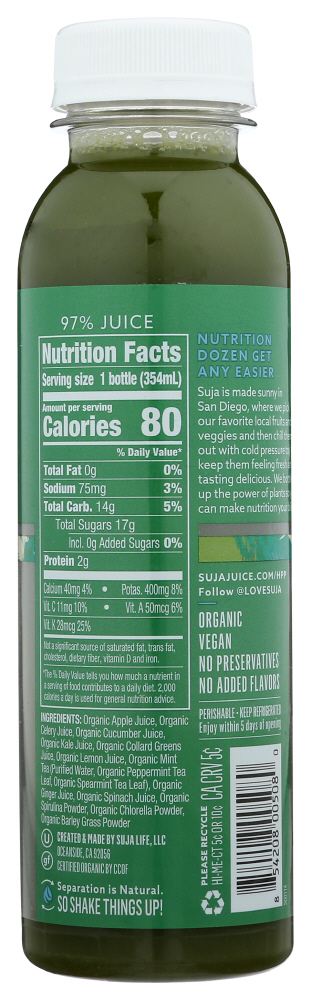 97% JUICE
Nutrition Facts
Serving size 1 bottle (354mL)
Amount per serving
Calories 80
% Daily Value*
Total Fat 0g 0%
Sodium 75mg 3%
Total Carb. 14g 5%
Total Sugars 17g
Incl. 0g Added Sugars 0%
Protein 2g
Calcium 40mg 4% • Potas. 400mg 8%
Vit. C 11mg 10% • Vit. A 50mcg 6%
Vit. K 28mcg 25%
Not a significant source of saturated fat, trans fat,
cholesterol, dietary fiber, vitamin D and iron.
*The % Daily Value tells you how much a nutrient in
a serving of food contributes to a daily diet. 2,000
calories a day is used for general nutrition advice.
INGREDIENTS: Organic Apple Juice, Organic
Celery Juice, Organic Cucumber Juice,
Organic Kale Juice, Organic Collard Greens
Juice, Organic Lemon Juice, Organic Mint
Tea (Purified Water, Organic Peppermint Tea
Leaf, Organic Spearmint Tea Leaf), Organic
Ginger Juice, Organic Spinach Juice, Organic
Spirulina Powder, Organic Chlorella Powder,
Organic Barley Grass Powder
U CREATED & MADE BY SUJA LIFE, LLC
OCEANSIDE, CA 92056
gf CERTIFIED ORGANIC BY CCOF
Separation is Natural.
SO SHAKE THINGS UP!
NUTRITION
DOZEN GET
ANY EASIER
Suja is made sunny in
San Diego, where we pick
our favorite local fruits and
veggies and then chill them
out with cold pressure to
keep them feeling fresh &
tasting delicious. We bottle
up the power of plants so
can make nutrition your
SUJAJUICE.COM/HPP
Follow @LOVESUJA
ORGANIC
VEGAN
NO PRESERVATIVES
NO ADDED FLAVORS
PERISHABLE - KEEP REFRIGERATED
Enjoy within 5 days of opening
PLEASE RECYCLE
HI-ME-CT 5¢ OR 10¢ CA CRV 5¢
8 54208 00508 0